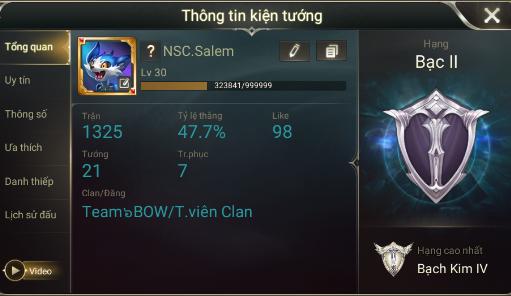 Thông tin kiện tướng
Tổng quan
Uy tín
Thông số
Ưa thích
Danh thiếp
Lịch sử đấu
Video
? NSC.Salem
Lv 30
323841/999999
Trận
Tỷ lệ thắng
Like
1325
47.7%
98
Tướng
Tr.phục
21
7
Clan/Đăng
TeamъBOW/T.viên Clan
Hạng
Bạc II
Hạng cao nhất
Bạch Kim IV